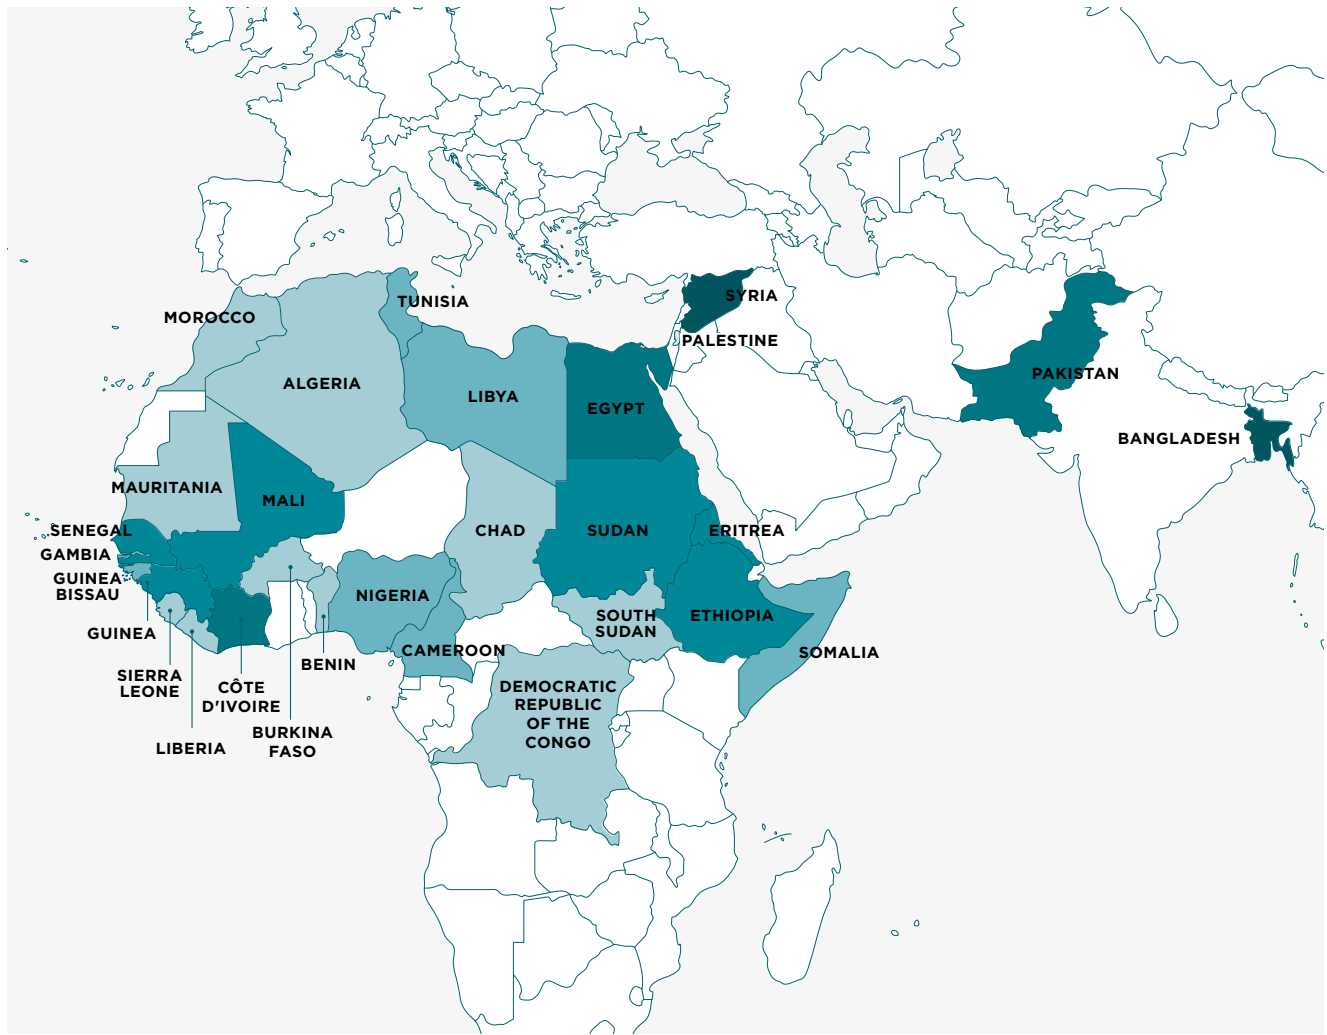 SYRIA
TUNISIA
MOROCCO
PALESTINE
PAKISTAN
ALGERIA
LIBYA
EGYPT
BANGLADESH
MAURITANIA
MALI
SENEGAL
CHAD
SUDAN
ERITREA
GAMBIA
GUINEA
BISSAU
NIGERIA
SOUTH
SUDAN
ETHIOPIA
GUINEA
CAMEROON
SOMALIA
BENIN
SIERRA
LEONE
CÔTE
D'IVOIRE
DEMOCRATIC
REPUBLIC
OF THE
CONGO
BURKINA
FASO
LIBERIA